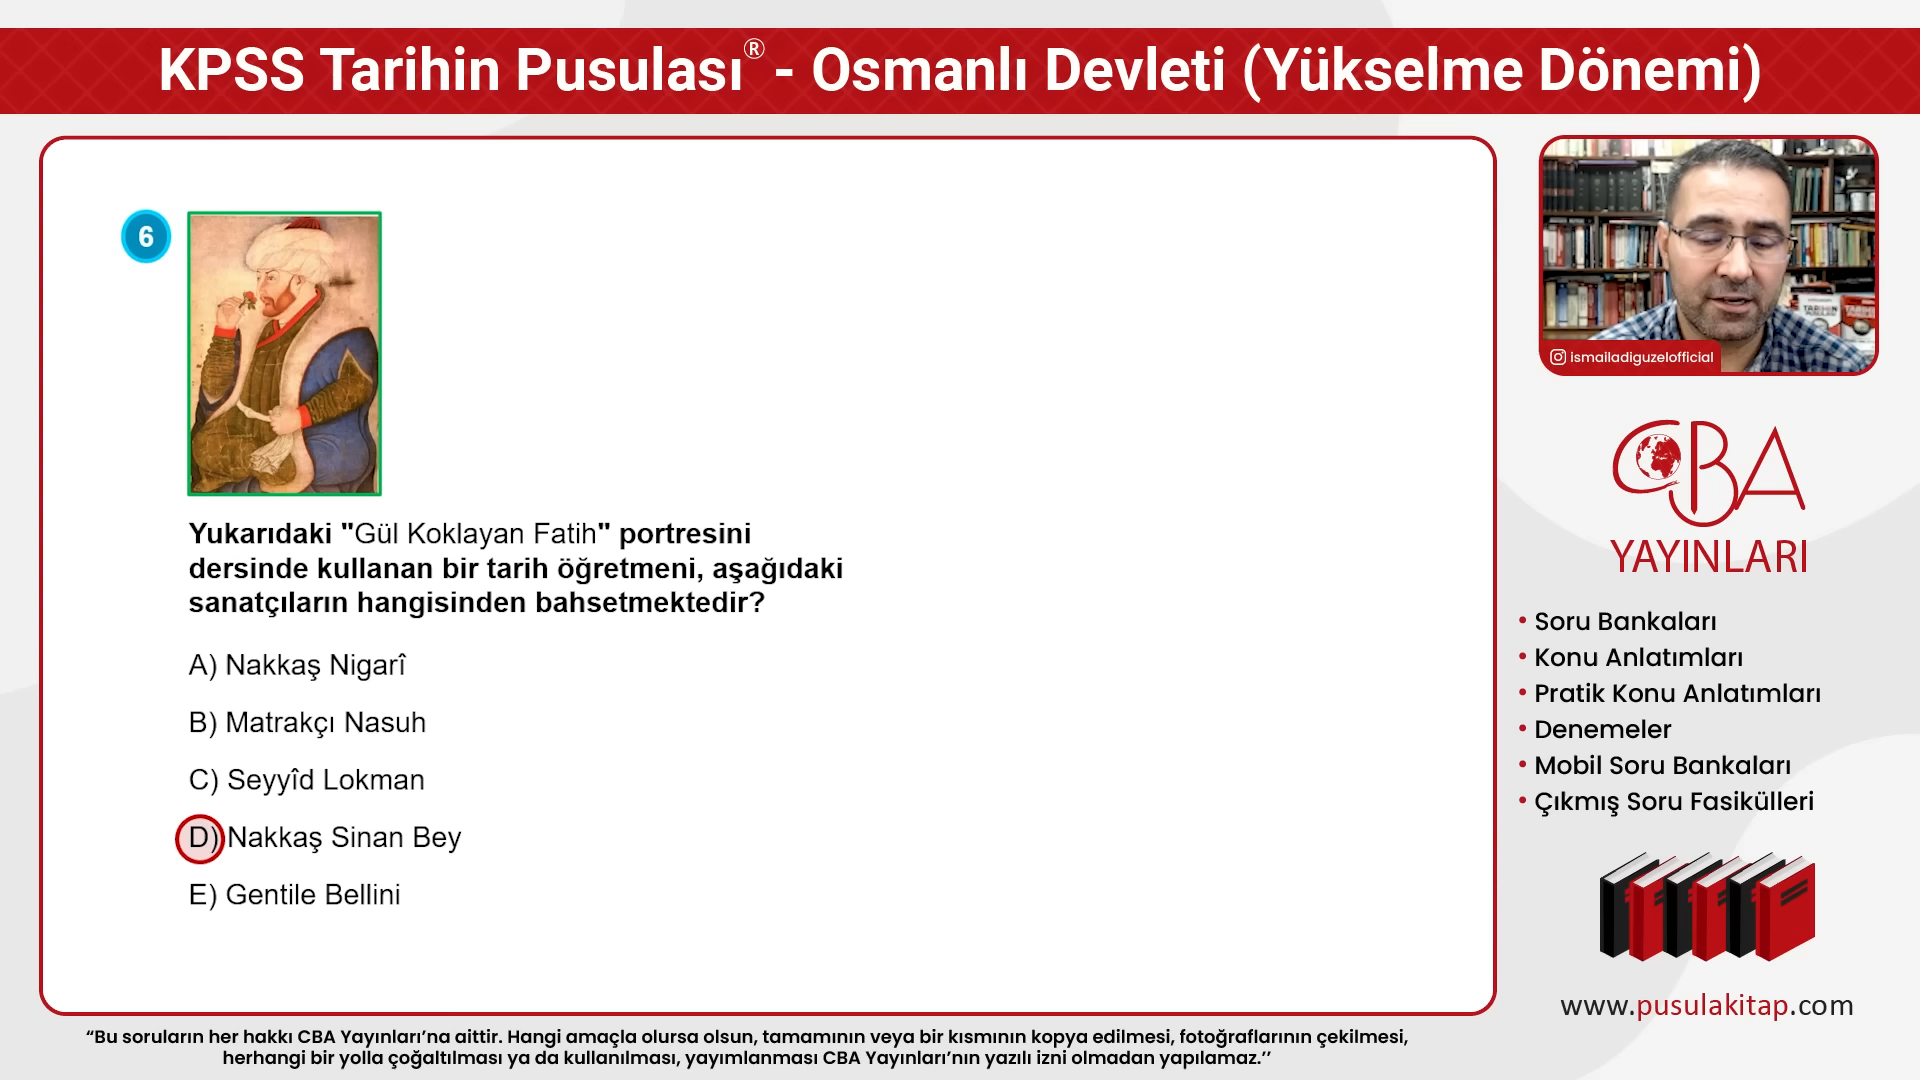 KPSS Tarihin Pusulası® - Osmanlı Devleti (Yükselme Dönemi)
6
Yukarıdaki "Gül Koklayan Fatih" portresini
dersinde kullanan bir tarih öğretmeni, aşağıdaki
sanatçıların hangisinden bahsetmektedir?
A) Nakkaş Nigarî
B) Matrakçı Nasuh
C) Seyyîd Lokman
D) Nakkaş Sinan Bey
E) Gentile Bellini
ismailadiguzelofficial
CBA
YAYINLARI
• Soru Bankaları
• Konu Anlatımları
• Pratik Konu Anlatımları
• Denemeler
• Mobil Soru Bankaları
• Çıkmış Soru Fasikülleri
www.pusulakitap.com
“Bu soruların her hakkı CBA Yayınları’na aittir. Hangi amaçla olursa olsun, tamamının veya bir kısmının kopya edilmesi, fotoğraflarının çekilmesi,
herhangi bir yolla çoğaltılması ya da kullanılması, yayımlanması CBA Yayınları’nın yazılı izni olmadan yapılamaz.’’